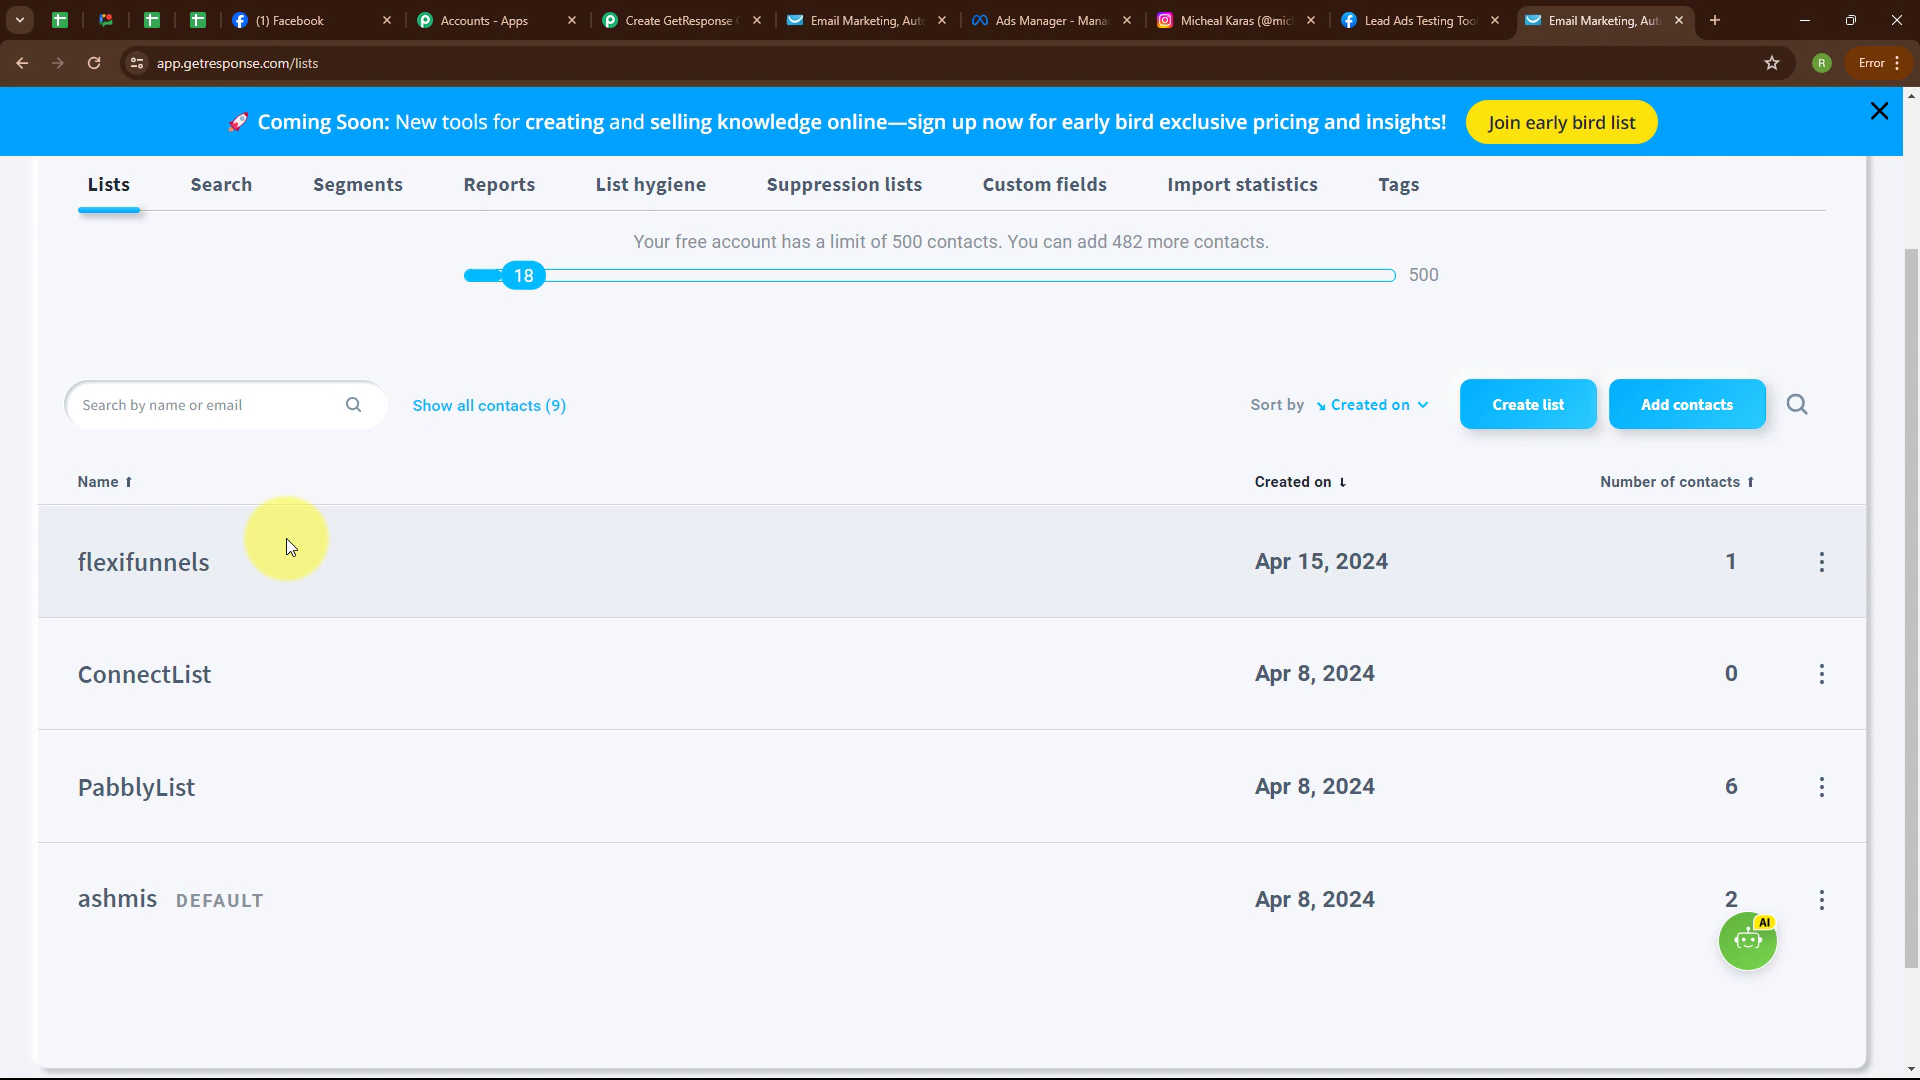 (1) Facebook
Accounts - Apps
Create GetResponse
Email Marketing, Aut
Ads Manager - Mana
Micheal Karas (@mic
Lead Ads Testing Too
Email Marketing, Aut
app.getresponse.com/lists
R
Error
🚀 Coming Soon: New tools for creating and selling knowledge online—sign up now for early bird exclusive pricing and insights!
Join early bird list
Lists Search Segments Reports List hygiene Suppression lists Custom fields Import statistics Tags
Your free account has a limit of 500 contacts. You can add 482 more contacts.
18 500
Search by name or email
Show all contacts (9)
Sort by ↘ Created on
Create list
Add contacts
Name ⬆ Created on ⬇ Number of contacts ⬆
flexifunnels Apr 15, 2024 1
ConnectList Apr 8, 2024 0
PabblyList Apr 8, 2024 6
ashmis DEFAULT Apr 8, 2024 2
AI